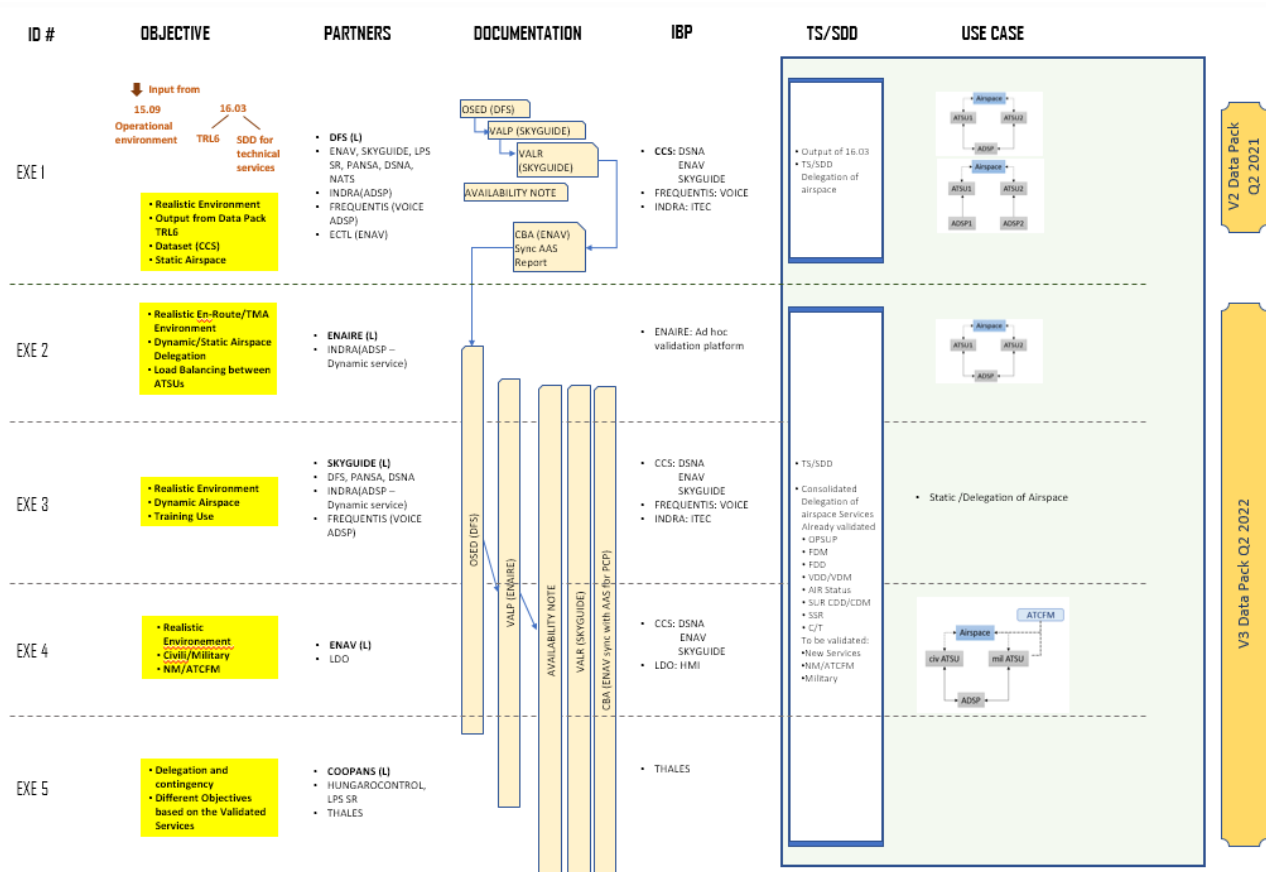 ID #
OBJECTIVE
PARTNERS
DOCUMENTATION
IBP
TS/SDD
USE CASE
EXE 1
Input from
15.09
16.03
Operational
environment
TRL6
SDD for
technical
services
• Realistic Environment
• Output from Data Pack
TRL6
• Dataset (CCS)
• Static Airspace
• DFS (L)
• ENAV, SKYGUIDE, LPS
SR, PANSA, DSNA,
NATS
• INDRA(ADSP)
• FREQUENTIS (VOICE
ADSP)
• ECTL (ENAV)
OSED (DFS)
VALP (SKYGUIDE)
VALR
(SKYGUIDE)
AVAILABILITY NOTE
CBA (ENAV)
Sync AAS
Report
• CCS: DSNA
ENAV
SKYGUIDE
• FREQUENTIS: VOICE
• INDRA: ITEC
• Output of 16.03
• TS/SDD
Delegation of
airspace
Airspace
ATSU1
ATSU2
ADSP
Airspace
ATSU1
ATSU2
ADSP1
ADSP2
V2 Data Pack
Q2 2021
EXE 2
• Realistic En-Route/TMA
Environment
• Dynamic/Static Airspace
Delegation
• Load Balancing between
ATSUs
• ENAIRE (L)
• INDRA(ADSP –
Dynamic service)
• ENAIRE: Ad hoc
validation platform
Airspace
ATSU1
ATSU2
ADSP
EXE 3
• Realistic Environment
• Dynamic Airspace
• Training Use
• SKYGUIDE (L)
• DFS, PANSA, DSNA
• INDRA(ADSP –
Dynamic service)
• FREQUENTIS (VOICE
ADSP)
• CCS: DSNA
ENAV
SKYGUIDE
• FREQUENTIS: VOICE
• INDRA: ITEC
• TS/SDD
• Consolidated
Delegation of
airspace Services
Already validated
• OPSUP
• FDM
• FDD
• VDD/VDM
• AIR Status
• SUR CDD/CDM
• SSR
• C/T
To be validated:
•New Services
•NM/ATCFM
•Military
• Static /Delegation of Airspace
OSED (DFS)
VALP (ENAIRE)
AVAILABILITY NOTE
VALR (SKYGUIDE)
CBA (ENAV sync with AAS for PCP)
V3 Data Pack Q2 2022
EXE 4
• Realistic
Environement
• Civili/Military
• NM/ATCFM
• ENAV (L)
• LDO
• CCS: DSNA
ENAV
SKYGUIDE
• LDO: HMI
ATCFM
Airspace
civ ATSU
mil ATSU
ADSP
EXE 5
• Delegation and
contingency
• Different Objectives
based on the Validated
Services
• COOPANS (L)
• HUNGAROCONTROL,
LPS SR
• THALES
• THALES